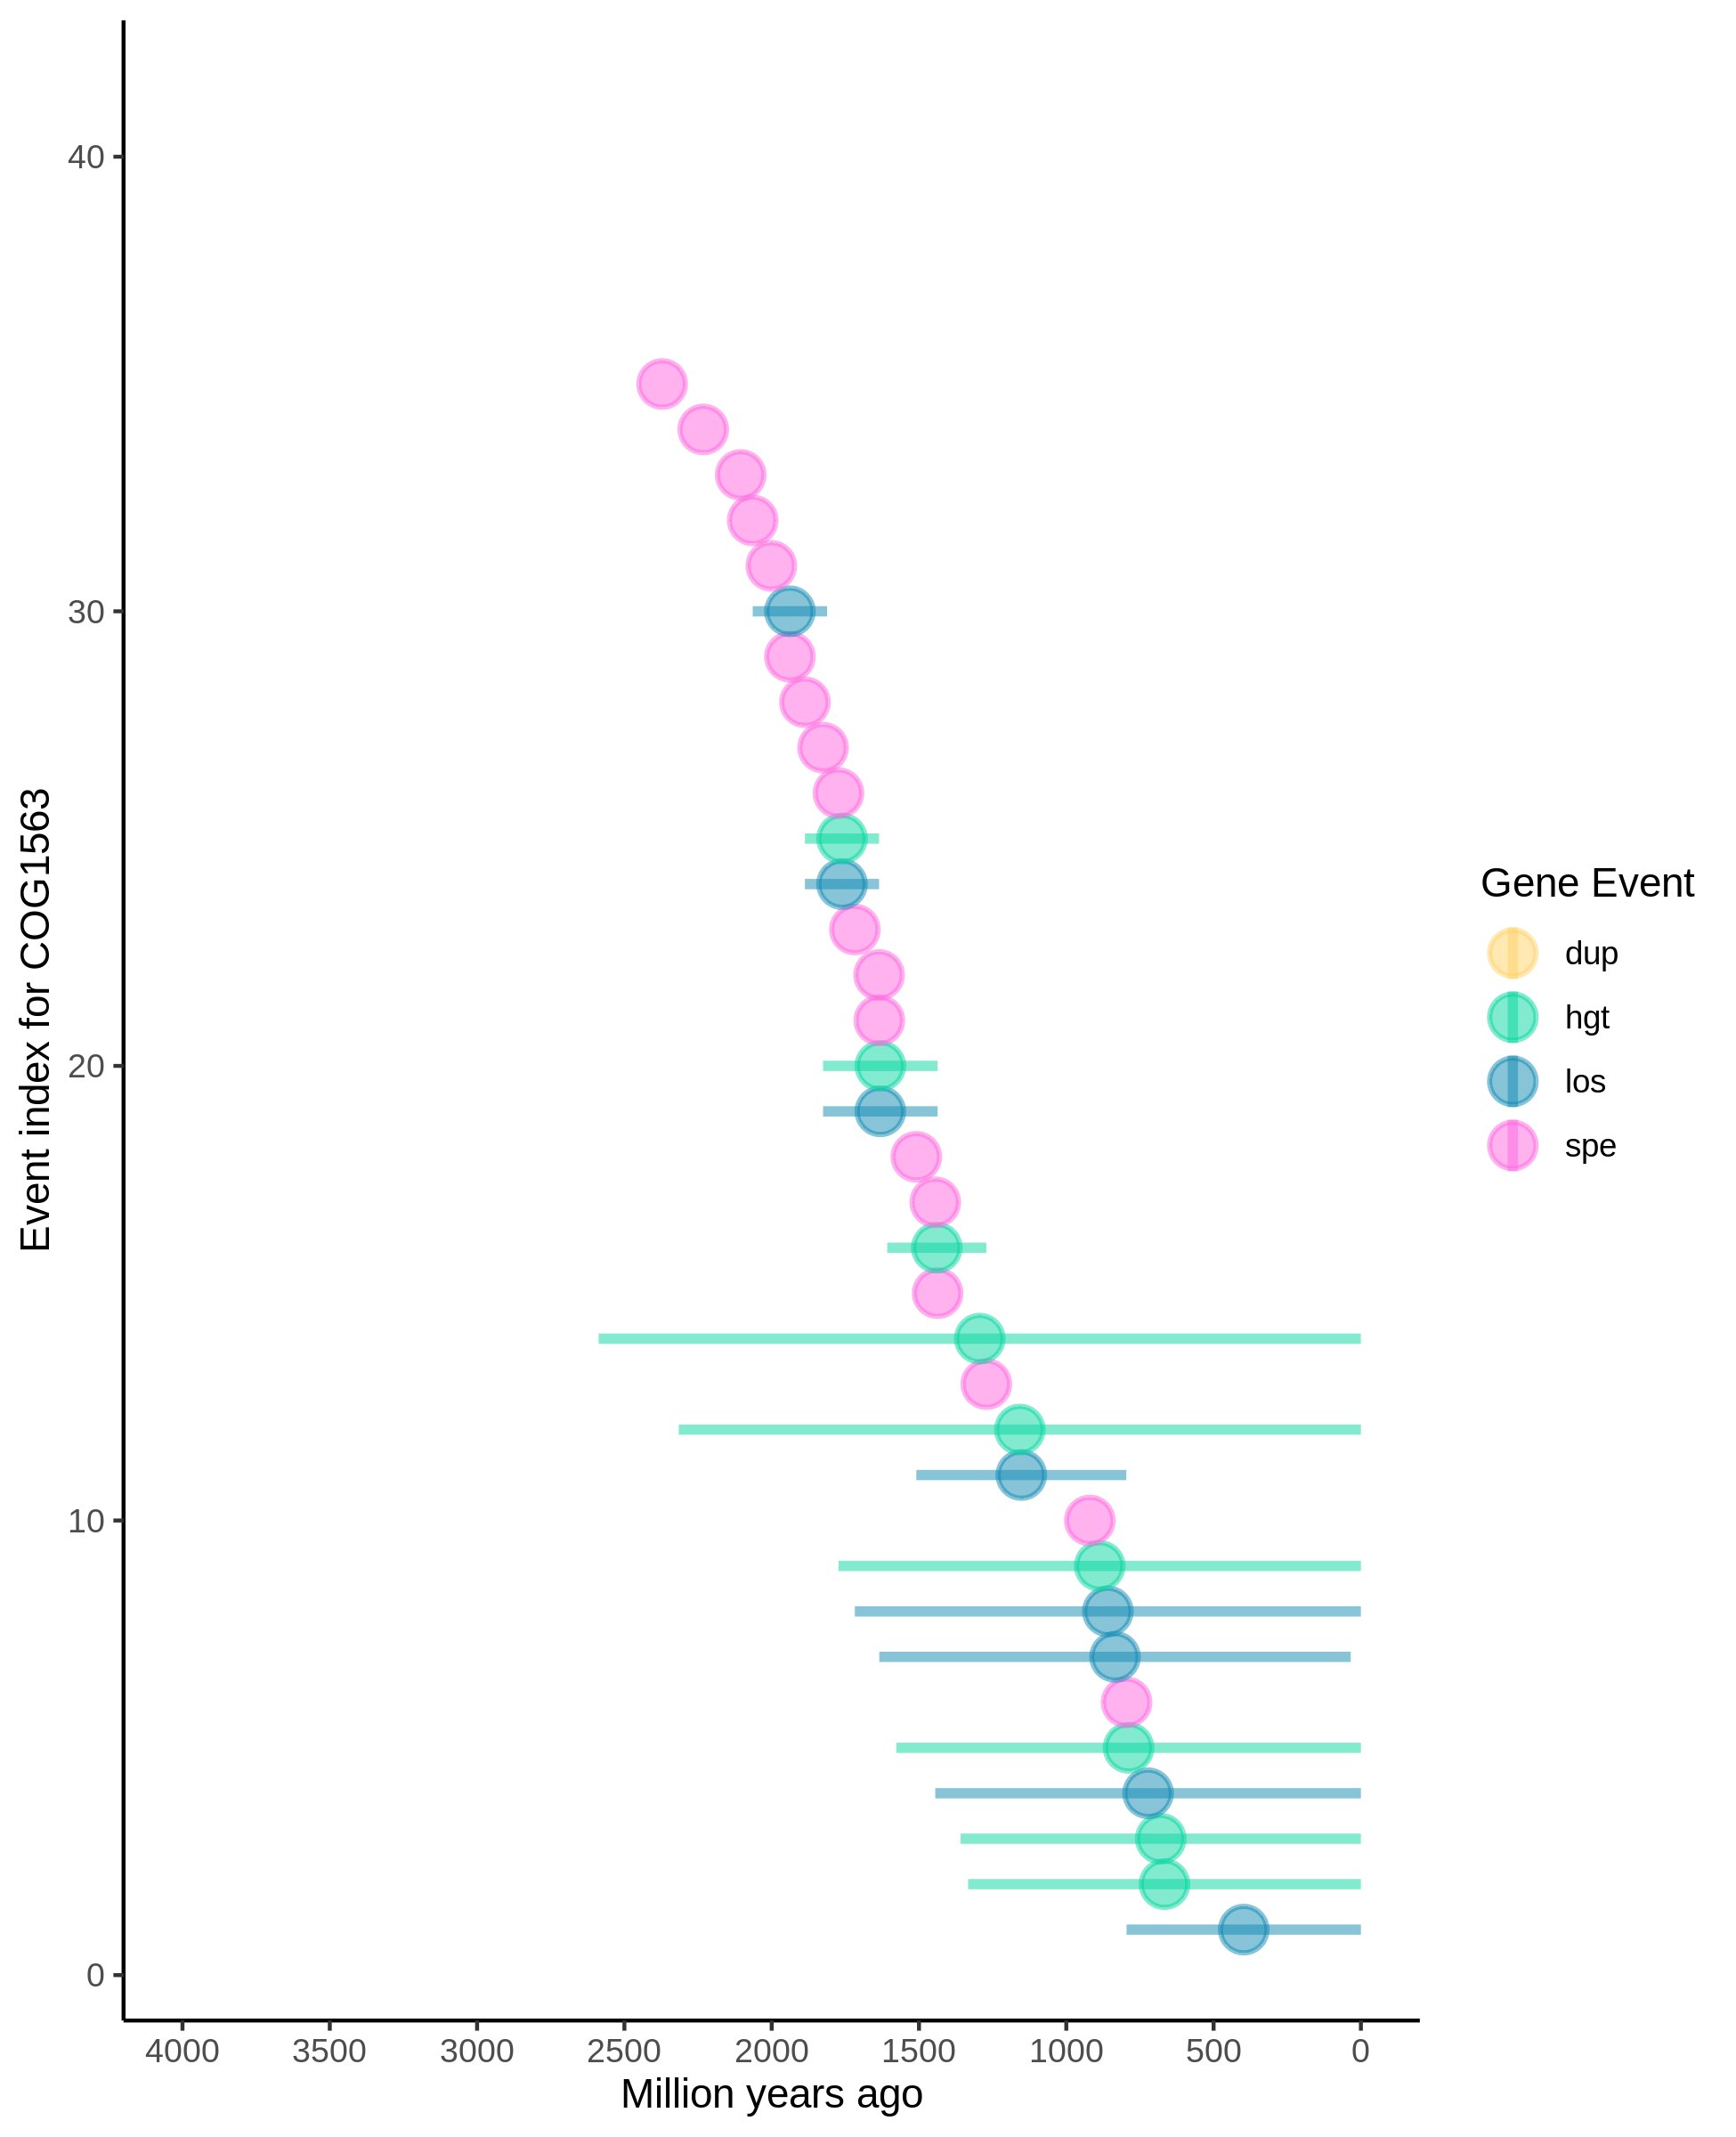 Event index for COG1563
40
30
20
10
0
4000 3500 3000 2500 2000 1500 1000 500 0
Million years ago
Gene Event
dup
hgt
los
spe